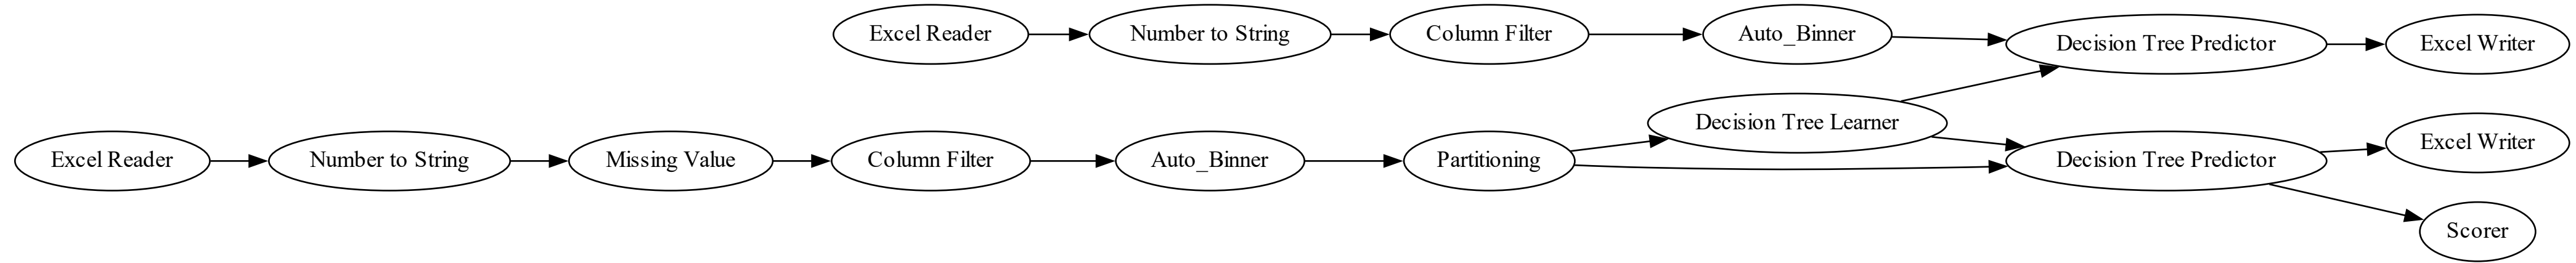 Excel Reader
Number to String
Column Filter
Auto_Binner
Decision Tree Predictor
Excel Writer
Decision Tree Learner
Excel Reader
Number to String
Missing Value
Column Filter
Auto_Binner
Partitioning
Decision Tree Predictor
Excel Writer
Scorer